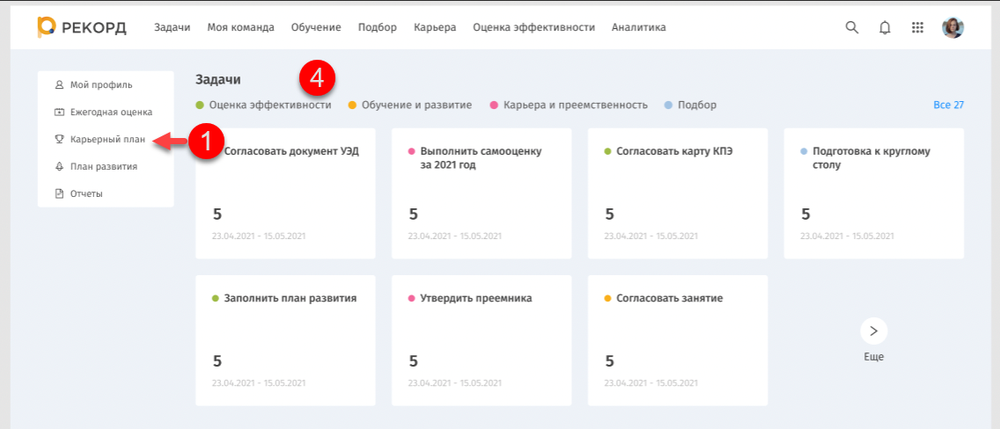 РЕКОРД Задачи Моя команда Обучение Подбор Карьера Оценка эффективности Аналитика
Мой профиль
Ежегодная оценка
Карьерный план
План развития
Отчеты
1
Задачи
4
Оценка эффективности Обучение и развитие Карьера и преемственность Подбор Все 27
Согласовать документ УЭД
5
23.04.2021 - 15.05.2021
Выполнить самооценку
за 2021 год
5
23.04.2021 - 15.05.2021
Согласовать карту КПЭ
5
23.04.2021 - 15.05.2021
Подготовка к круглому
столу
5
23.04.2021 - 15.05.2021
Заполнить план развития
5
23.04.2021 - 15.05.2021
Утвердить преемника
5
23.04.2021 - 15.05.2021
Согласовать занятие
5
23.04.2021 - 15.05.2021
Еще